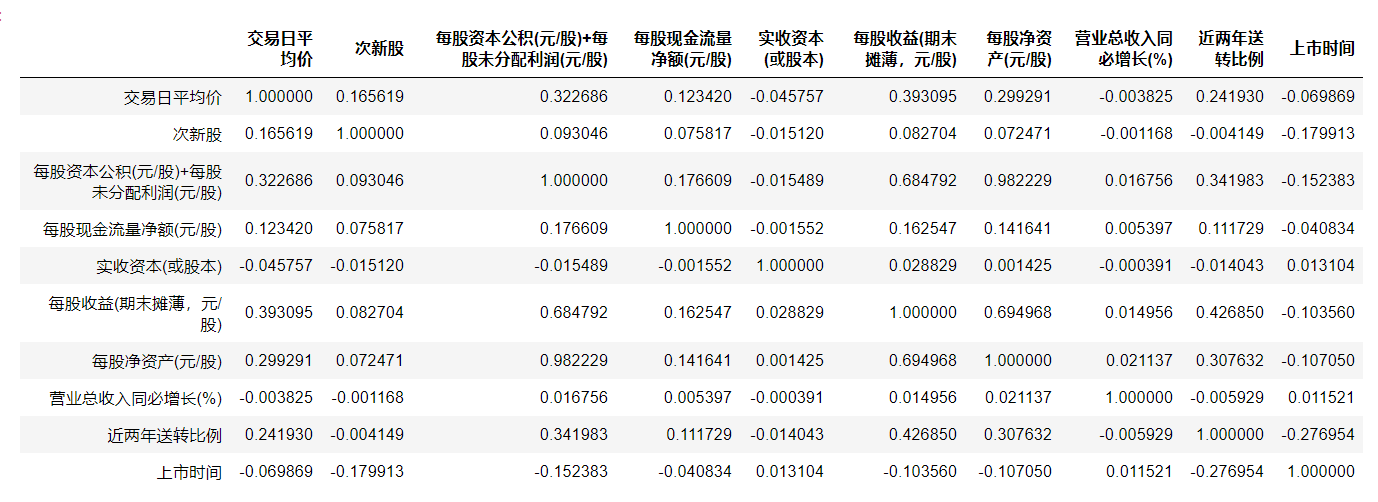 交易日平均价 次新股 每股资本公积(元/股)+每股未分配利润(元/股) 每股现金流量净额(元/股) 实收资本(或股本) 每股收益(期末摊薄，元/股) 每股净资产(元/股) 营业总收入同必增长(%) 近两年送转比例 上市时间
交易日平均价 1.000000 0.165619 0.322686 0.123420 -0.045757 0.393095 0.299291 -0.003825 0.241930 -0.069869
次新股 0.165619 1.000000 0.093046 0.075817 -0.015120 0.082704 0.072471 -0.001168 -0.004149 -0.179913
每股资本公积(元/股)+每股未分配利润(元/股) 0.322686 0.093046 1.000000 0.176609 -0.015489 0.684792 0.982229 0.016756 0.341983 -0.152383
每股现金流量净额(元/股) 0.123420 0.075817 0.176609 1.000000 -0.001552 0.162547 0.141641 0.005397 0.111729 -0.040834
实收资本(或股本) -0.045757 -0.015120 -0.015489 -0.001552 1.000000 0.028829 0.001425 -0.000391 -0.014043 0.013104
每股收益(期末摊薄，元/股) 0.393095 0.082704 0.684792 0.162547 0.028829 1.000000 0.694968 0.014956 0.426850 -0.103560
每股净资产(元/股) 0.299291 0.072471 0.982229 0.141641 0.001425 0.694968 1.000000 0.021137 0.307632 -0.107050
营业总收入同必增长(%) -0.003825 -0.001168 0.016756 0.005397 -0.000391 0.014956 0.021137 1.000000 -0.005929 0.011521
近两年送转比例 0.241930 -0.004149 0.341983 0.111729 -0.014043 0.426850 0.307632 -0.005929 1.000000 -0.276954
上市时间 -0.069869 -0.179913 -0.152383 -0.040834 0.013104 -0.103560 -0.107050 0.011521 -0.276954 1.000000